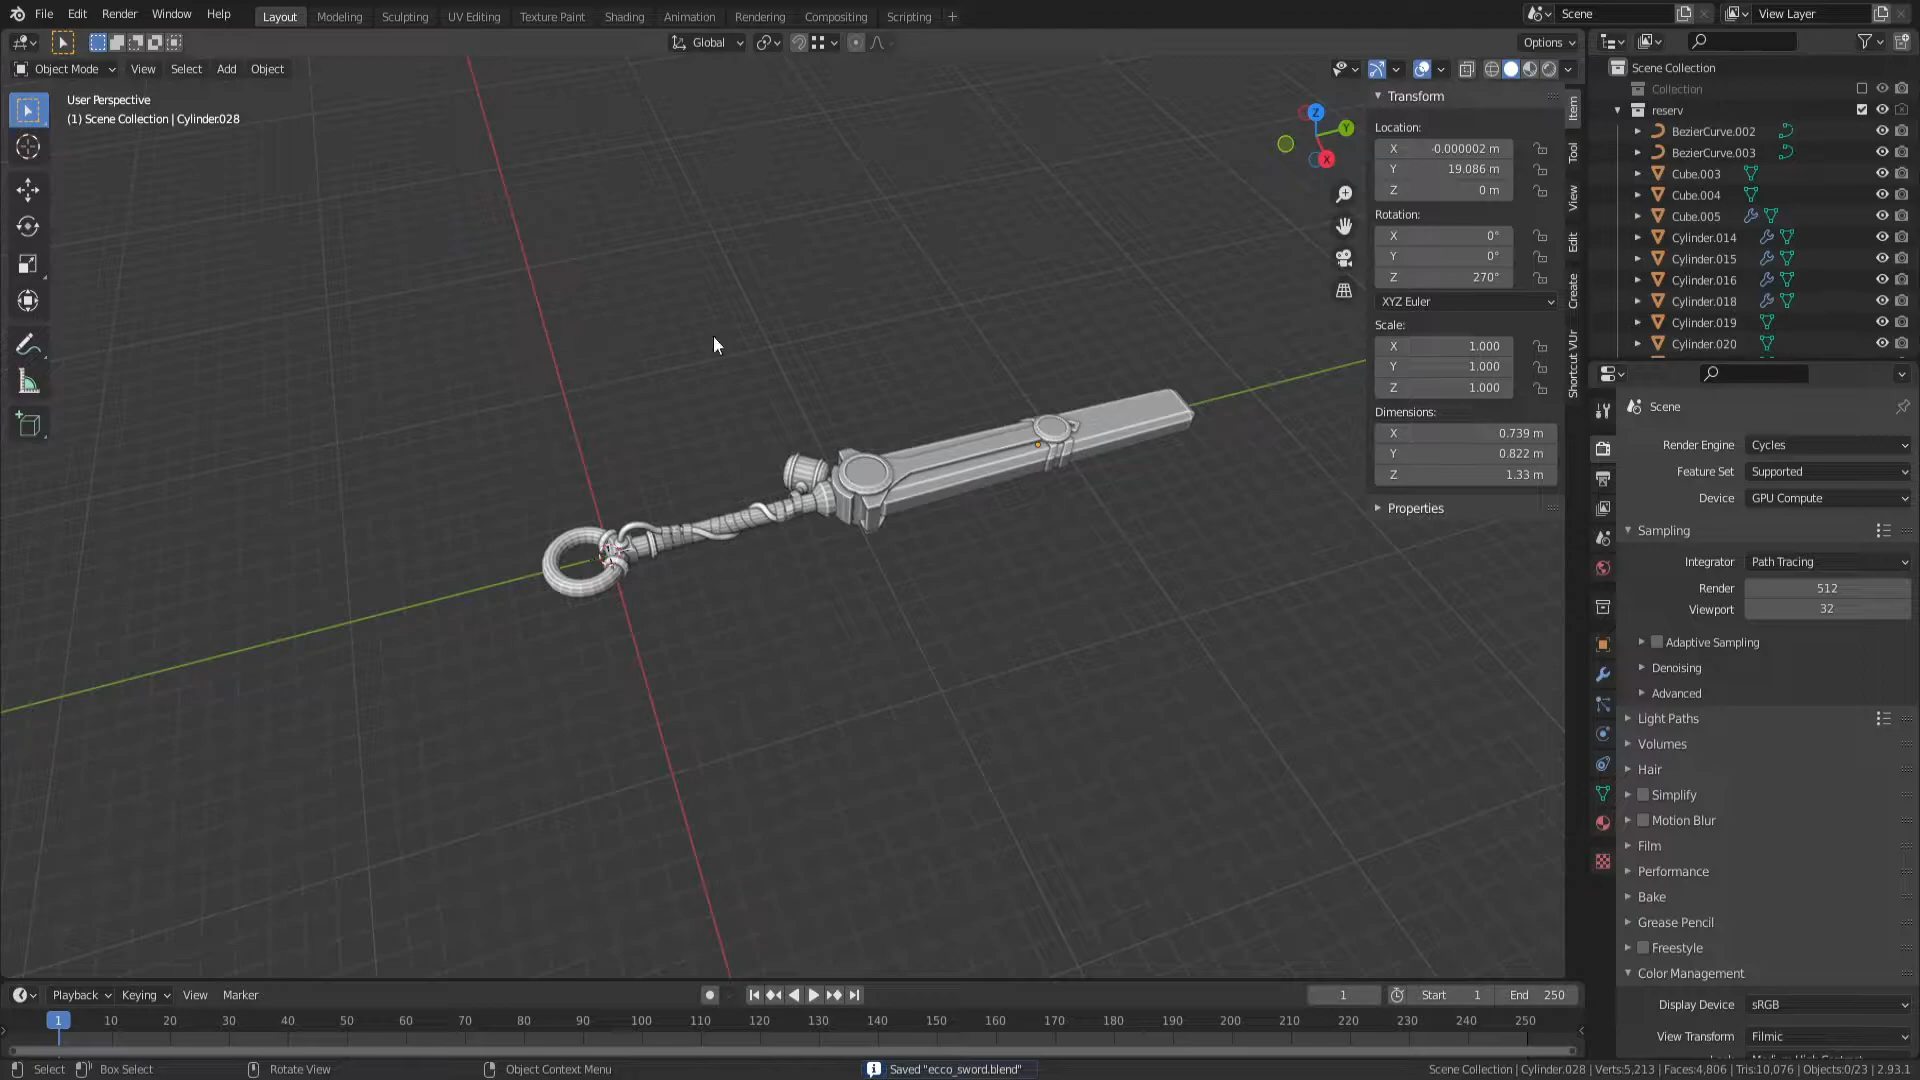 File Edit Render Window Help Layout Modeling Sculpting UV Editing Texture Paint Shading Animation Rendering Compositing Scripting + Scene View Layer
Global Options
Object Mode View Select Add Object
User Perspective
(1) Scene Collection | Cylinder.028
Z
Y
X
Transform
Location:
X -0.000002 m
Y 19.086 m
Z 0 m
Rotation:
X 0°
Y 0°
Z 270°
XYZ Euler
Scale:
X 1.000
Y 1.000
Z 1.000
Dimensions:
X 0.739 m
Y 0.822 m
Z 1.33 m
Properties
Item
Tool
View
Edit
Create
Shortcut VUr
Scene Collection
Collection
reserv
BezierCurve.002
BezierCurve.003
Cube.003
Cube.004
Cube.005
Cylinder.014
Cylinder.015
Cylinder.016
Cylinder.018
Cylinder.019
Cylinder.020
Scene
Render Engine Cycles
Feature Set Supported
Device GPU Compute
Sampling
Integrator Path Tracing
Render 512
Viewport 32
Adaptive Sampling
Denoising
Advanced
Light Paths
Volumes
Hair
Simplify
Motion Blur
Film
Performance
Bake
Grease Pencil
Freestyle
Color Management
Display Device sRGB
View Transform Filmic
Playback Keying View Marker 1 Start 1 End 250
1 10 20 30 40 50 60 70 80 90 100 110 120 130 140 150 160 170 180 190 200 210 220 230 240 250
Select Box Select Rotate View Object Context Menu Saved "ecco_sword.blend" Scene Collection | Cylinder.028 | Verts:5,213 | Faces:4,806 | Tris:10,076 | Objects:0/23 | 2.93.1